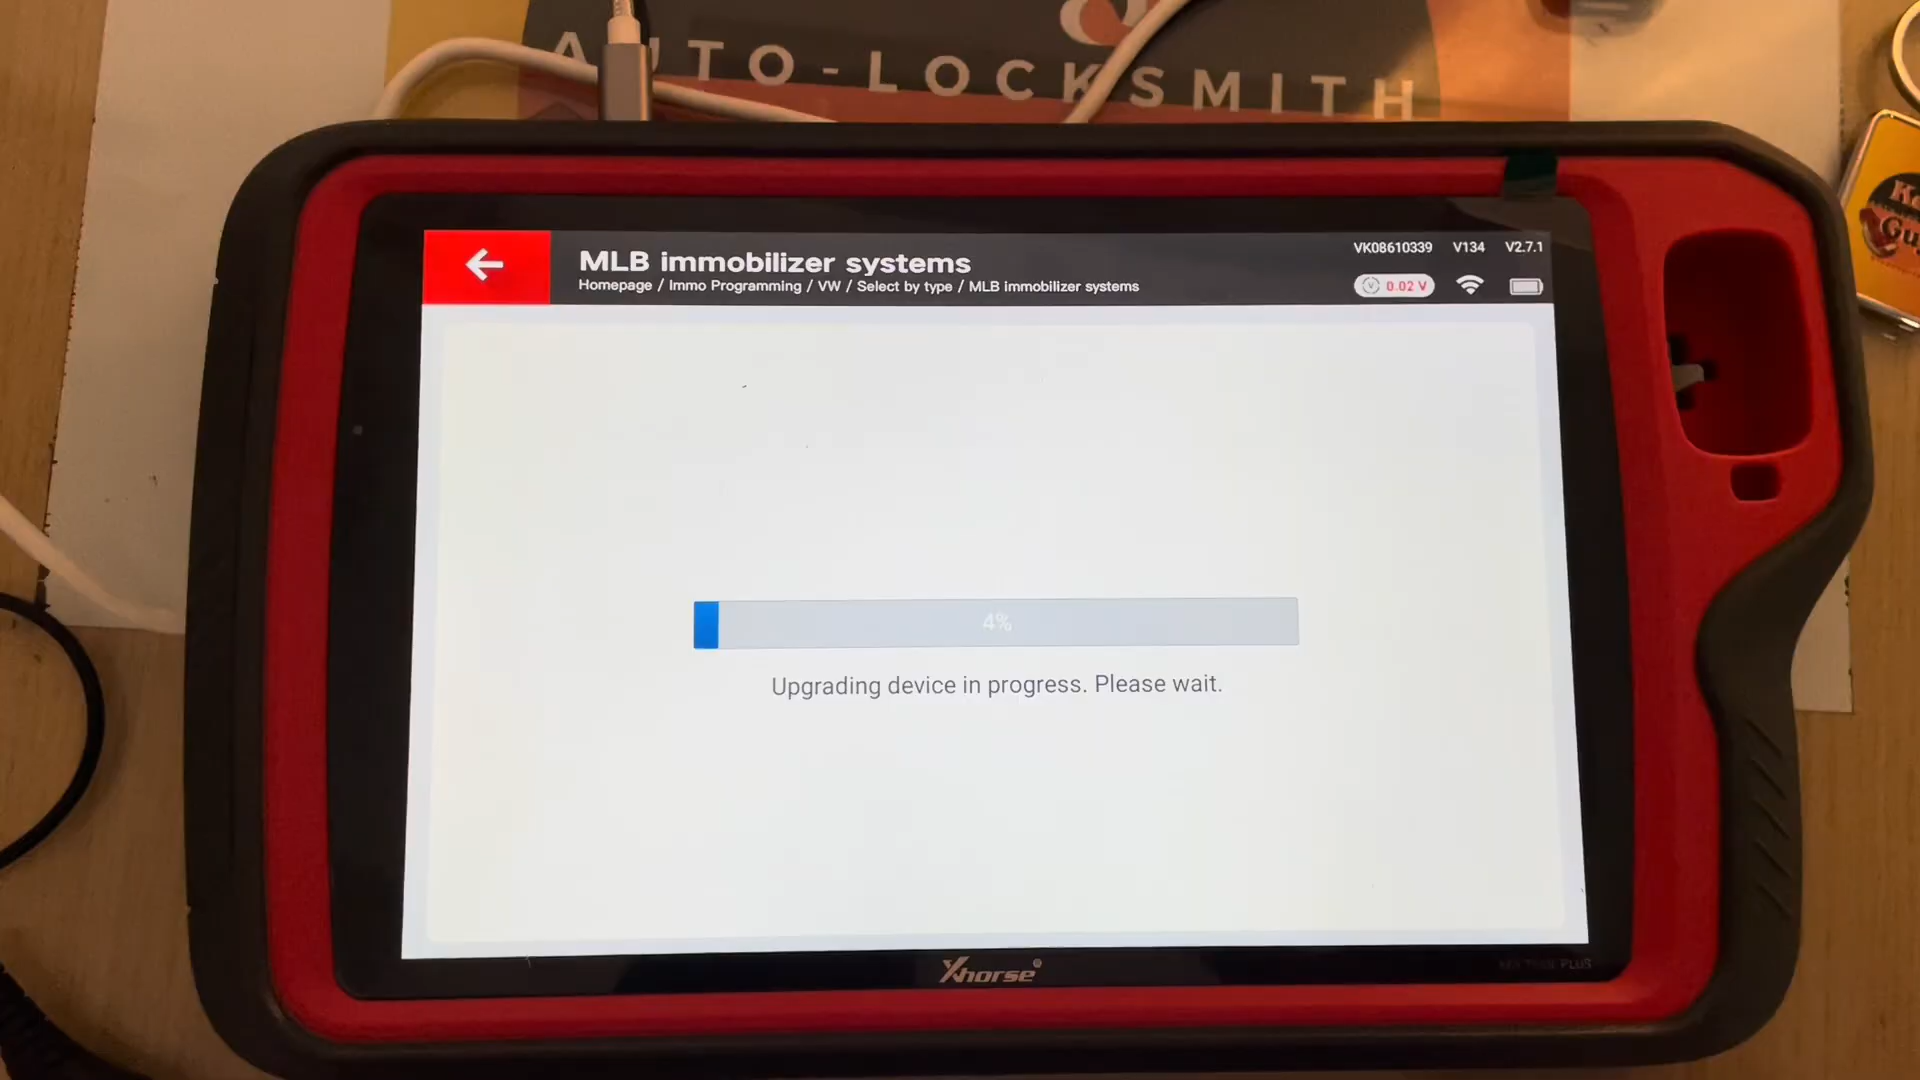 AUTO-LOCKSMITH
MLB immobilizer systems
VK08610339 V134 V2.7.1
Homepage / Immo Programming / VW / Select by type / MLB immobilizer systems
0.02 V
4%
Upgrading device in progress. Please wait.
Xhorse®
PLUS